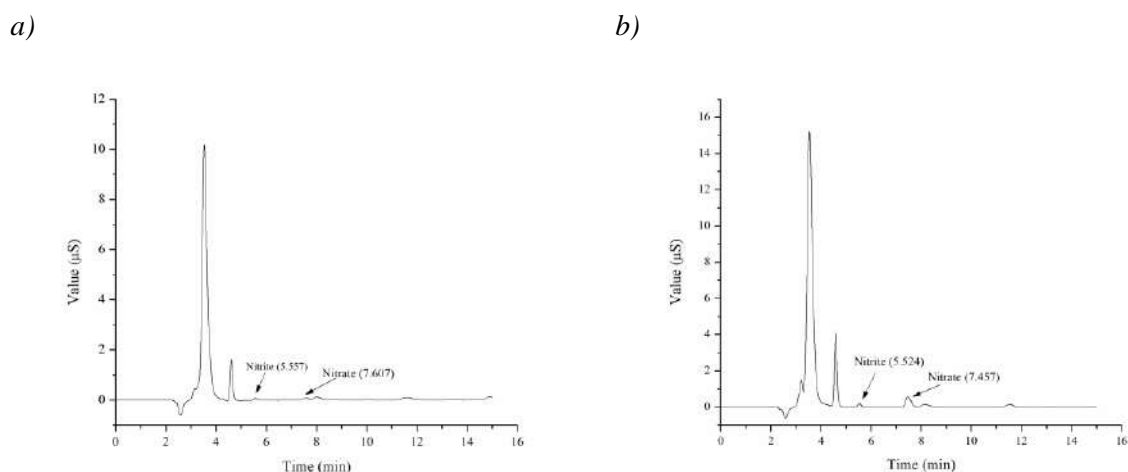 a)
12
10
8
6
4
2
0
Value (μS)
Nitrite (5.557)
Nitrate (7.607)
0 2 4 6 8 10 12 14 16
Time (min)
b)
16
14
12
10
8
6
4
2
0
Value (μS)
Nitrite (5.524)
Nitrate (7.457)
0 2 4 6 8 10 12 14 16
Time (min)